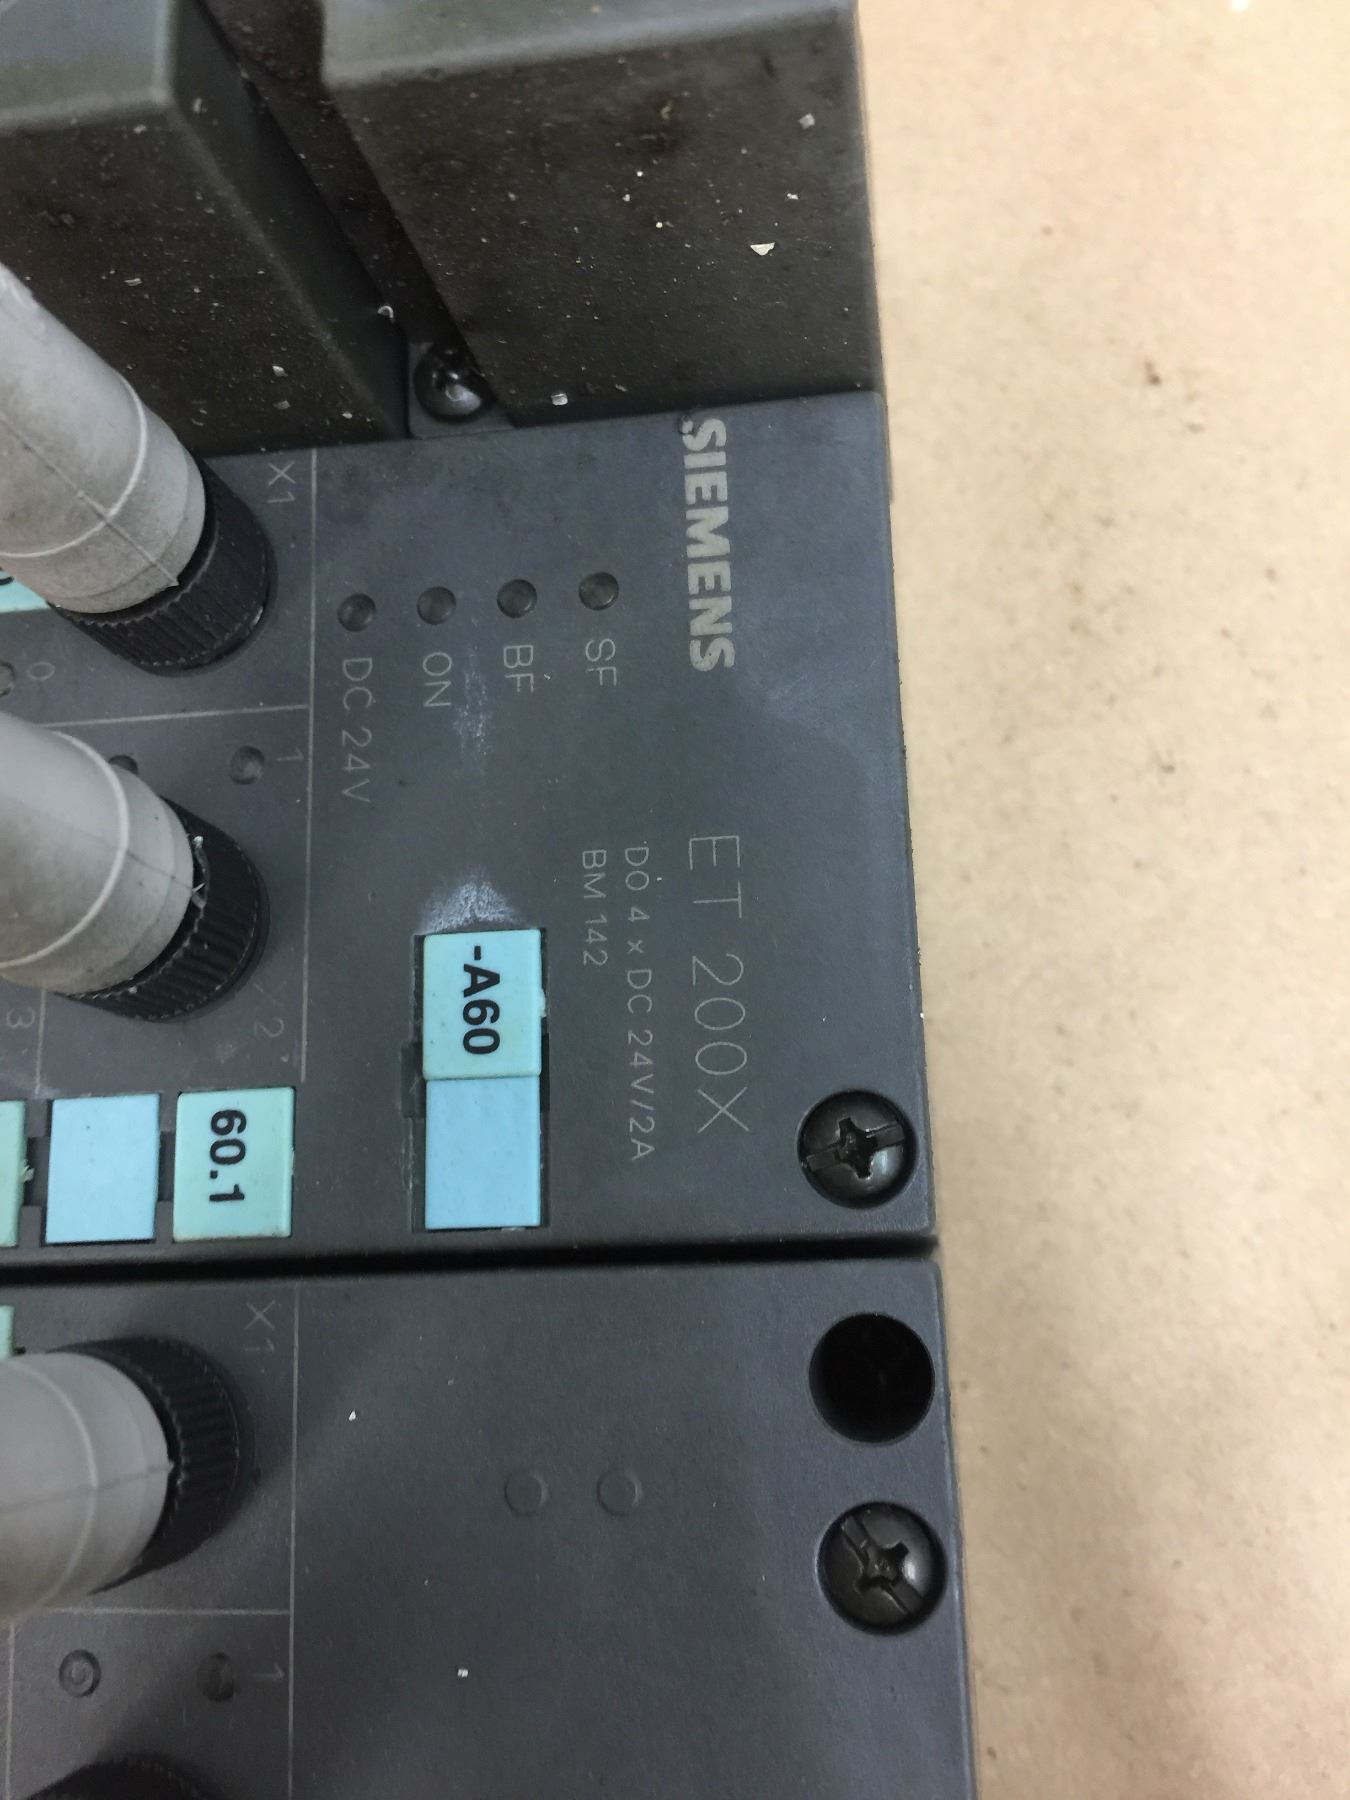 SIEMENS
ET 200X
DO 4 x DC 24V/2A
BM 142
SF
BF
ON
DC 24V
-A60
X1
0
1
X2
3
60.1
X1
1